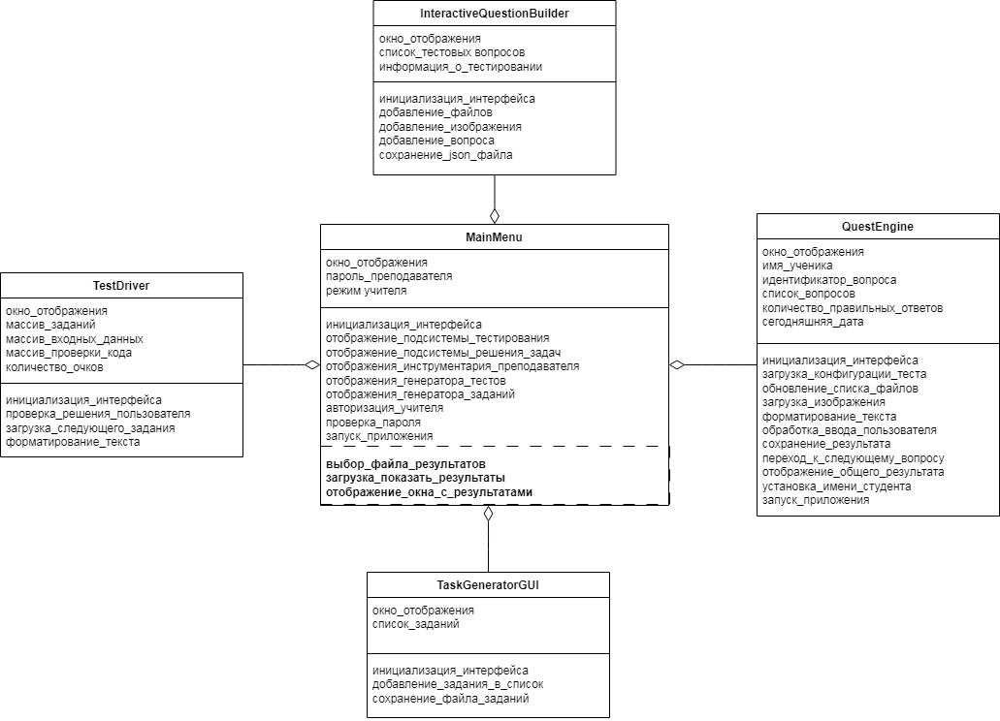 InteractiveQuestionBuilder
окно_отображения
список_тестовых вопросов
информация_о_тестировании
инициализация_интерфейса
добавление_файлов
добавление_изображения
добавление_вопроса
сохранение_json_файла
MainMenu
окно_отображения
пароль_преподавателя
режим учителя
инициализация_интерфейса
отображение_подсистемы_тестирования
отображение_подсистемы_решения_задач
отображения_инструментария_преподавателя
отображения_генератора_тестов
отображения_генератора_заданий
авторизация_учителя
проверка_пароля
запуск_приложения
выбор_файла_результатов
загрузка_показать_результаты
отображение_окна_с_результатами
TestDriver
окно_отображения
массив_заданий
массив_входных_данных
массив_проверки_кода
количество_очков
инициализация_интерфейса
проверка_решения_пользователя
загрузка_следующего_задания
форматирование_текста
QuestEngine
окно_отображения
имя_ученика
идентификатор_вопроса
список_вопросов
количество_правильных_ответов
сегодняшняя_дата
инициализация_интерфейса
загрузка_конфигурации_теста
обновление_списка_файлов
загрузка_изображения
форматирование_текста
обработка_ввода_пользователя
сохранение_результата
переход_к_следующему_вопросу
отображение_общего_результата
установка_имени_студента
запуск_приложения
TaskGeneratorGUI
окно_отображения
список_заданий
инициализация_интерфейса
добавление_задания_в_список
сохранение_файла_заданий